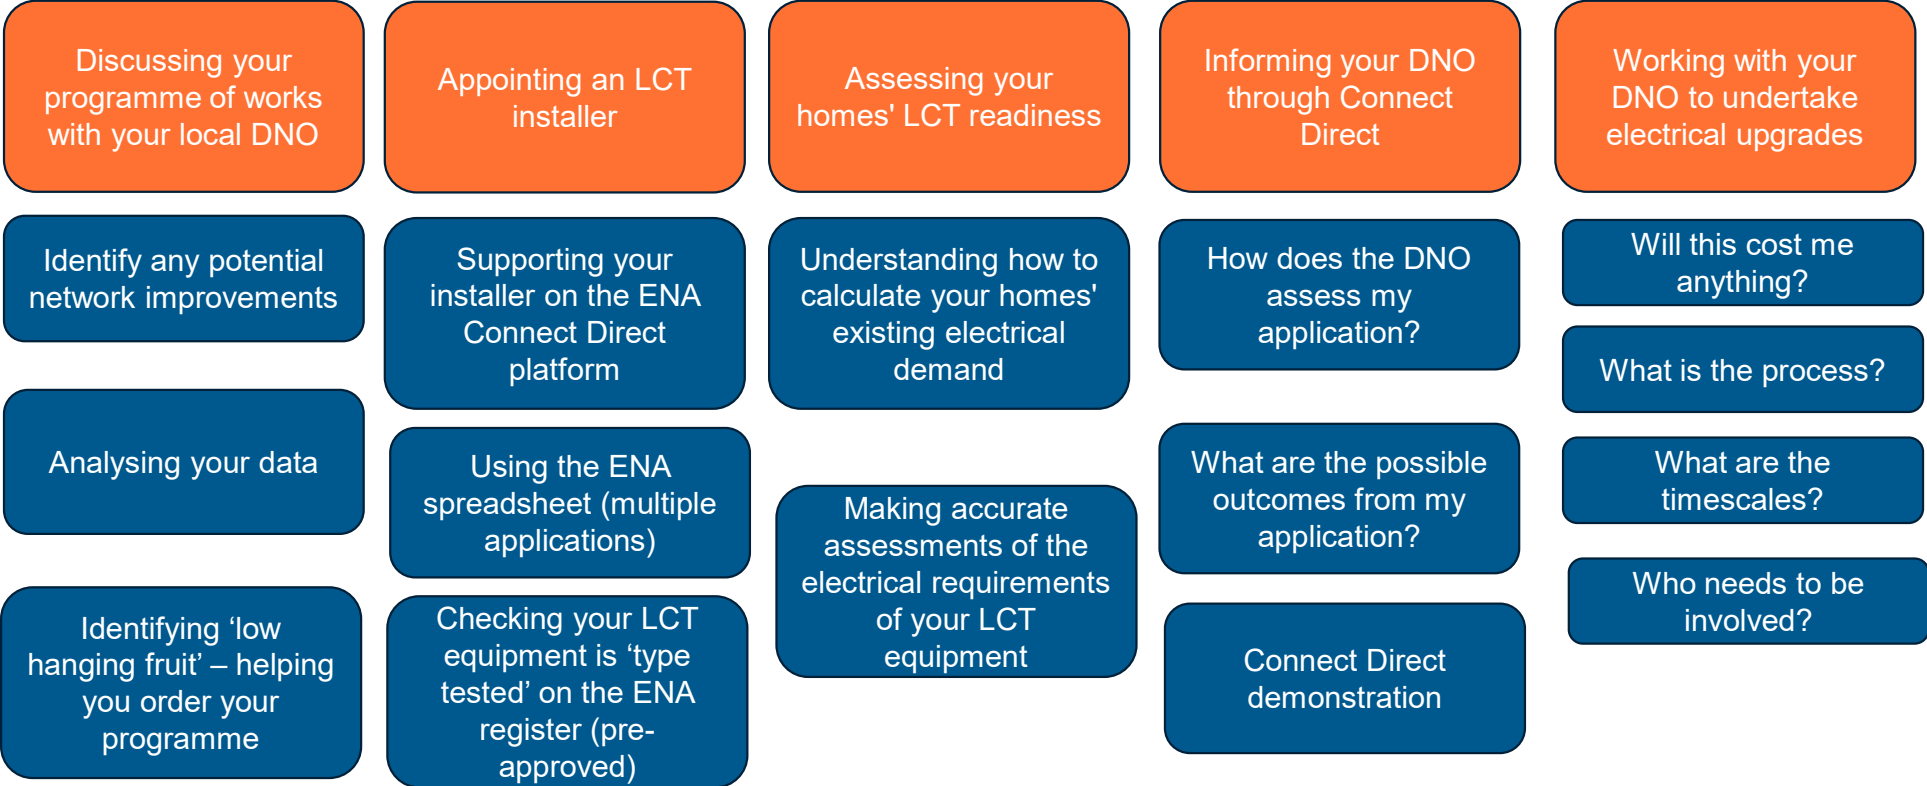 Discussing your
programme of works
with your local DNO
Identify any potential
network improvements
Analysing your data
Identifying ‘low
hanging fruit’ – helping
you order your
programme
Appointing an LCT
installer
Supporting your
installer on the ENA
Connect Direct
platform
Using the ENA
spreadsheet (multiple
applications)
Checking your LCT
equipment is ‘type
tested’ on the ENA
register (pre-
approved)
Assessing your
homes' LCT readiness
Understanding how to
calculate your homes'
existing electrical
demand
Making accurate
assessments of the
electrical requirements
of your LCT
equipment
Informing your DNO
through Connect
Direct
How does the DNO
assess my
application?
What are the possible
outcomes from my
application?
Connect Direct
demonstration
Working with your
DNO to undertake
electrical upgrades
Will this cost me
anything?
What is the process?
What are the
timescales?
Who needs to be
involved?